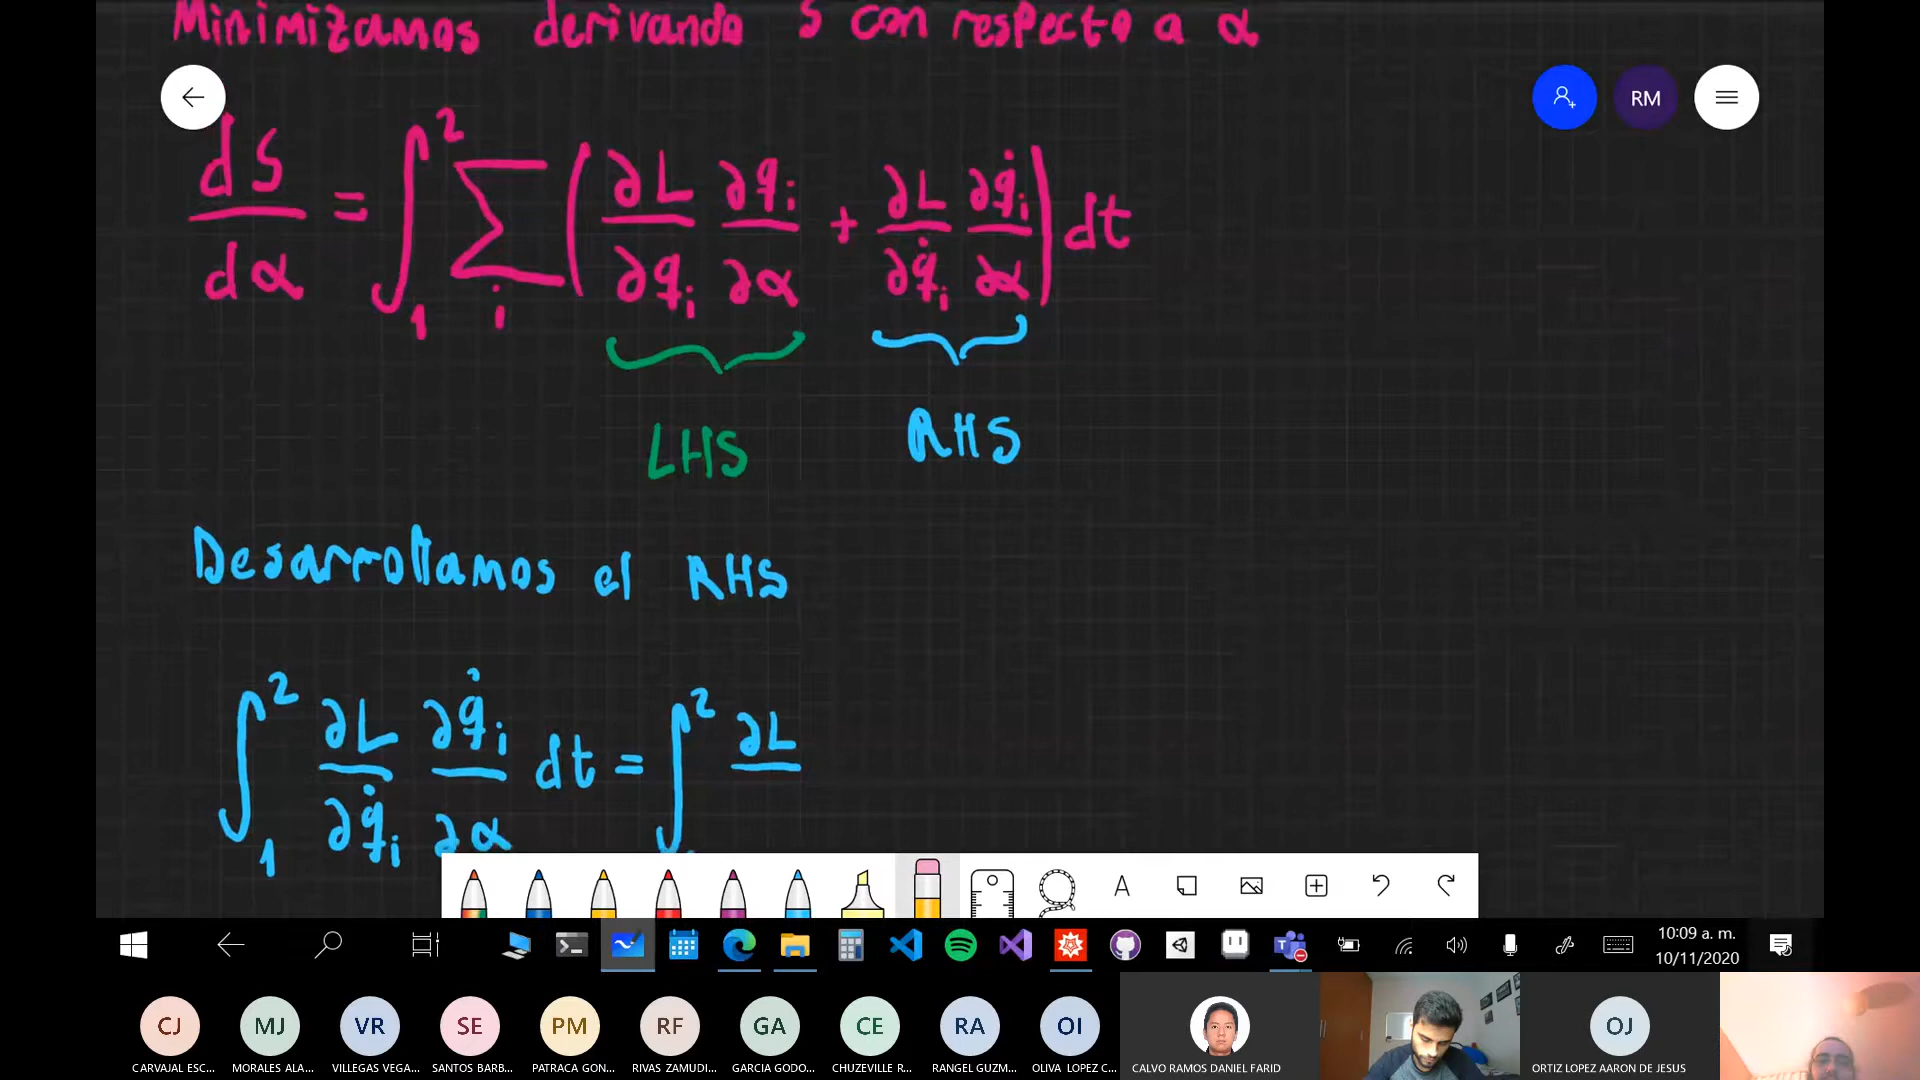 Minimizamos derivando S con respecto a α
RM
dS/dα = ∫₁² Σᵢ (∂L/∂qᵢ ∂qᵢ/∂α + ∂L/∂q̇ᵢ ∂q̇ᵢ/∂α) dt
LHS RHS
Desarrollamos el RHS
∫₁² ∂L/∂q̇ᵢ ∂q̇ᵢ/∂α dt = ∫ ² ∂L
A
10:09 a. m.
10/11/2020
CJ MJ VR SE PM RF GA CE RA OI OJ
CARVAJAL ESC... MORALES ALA... VILLEGAS VEGA... SANTOS BARB... PATRACA GON... RIVAS ZAMUDI... GARCIA GODO... CHUZEVILLE R... RANGEL GUZM... OLIVA LOPEZ C... CALVO RAMOS DANIEL FARID ORTIZ LOPEZ AARON DE JESUS